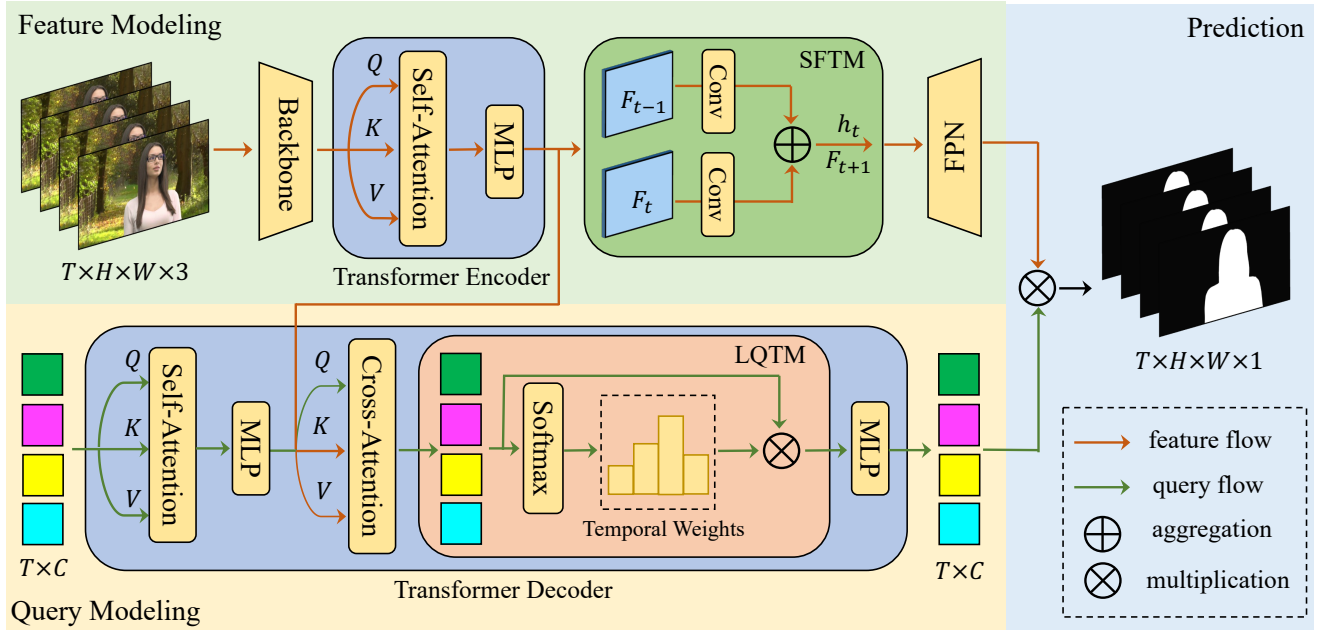 Feature Modeling
Prediction
Backbone
Q
K
V
Self-Attention
MLP
SFTM
F_{t-1}
Conv
F_t
Conv
h_t
F_{t+1}
FPN
T×H×W×3
Transformer Encoder
T×H×W×1
Q
K
V
Self-Attention
MLP
Q
K
V
Cross-Attention
LQTM
Softmax
Temporal Weights
MLP
T×C
Transformer Decoder
T×C
Query Modeling
feature flow
query flow
aggregation
multiplication